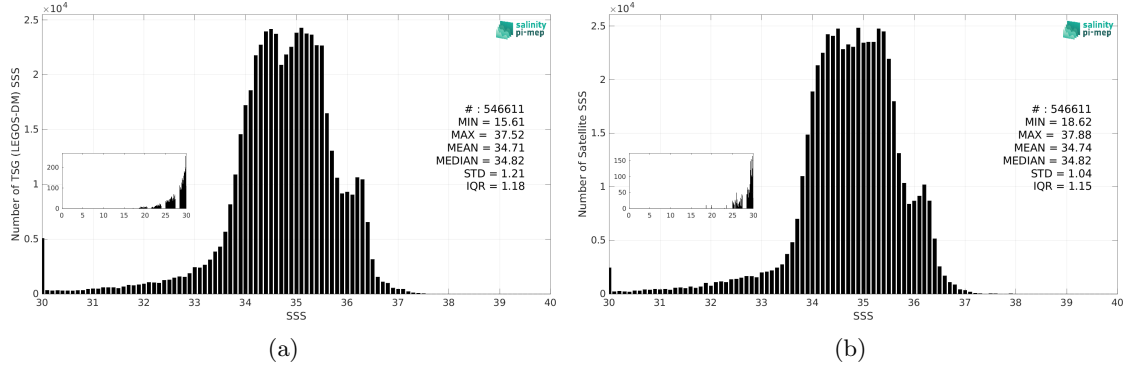 ×10⁴
2.5
2
1.5
1
0.5
0
Number of TSG (LEGOS-DM) SSS
salinity
pi-mep
# : 546611
MIN = 15.61
MAX = 37.52
MEAN = 34.71
MEDIAN = 34.82
STD = 1.21
IQR = 1.18
200
100
0
0 5 10 15 20 25 30
30 31 32 33 34 35 36 37 38 39 40
SSS
(a)
×10⁴
2.5
2
1.5
1
0.5
0
Number of Satellite SSS
salinity
pi-mep
# : 546611
MIN = 18.62
MAX = 37.88
MEAN = 34.74
MEDIAN = 34.82
STD = 1.04
IQR = 1.15
150
100
50
0
0 5 10 15 20 25 30
30 31 32 33 34 35 36 37 38 39 40
SSS
(b)